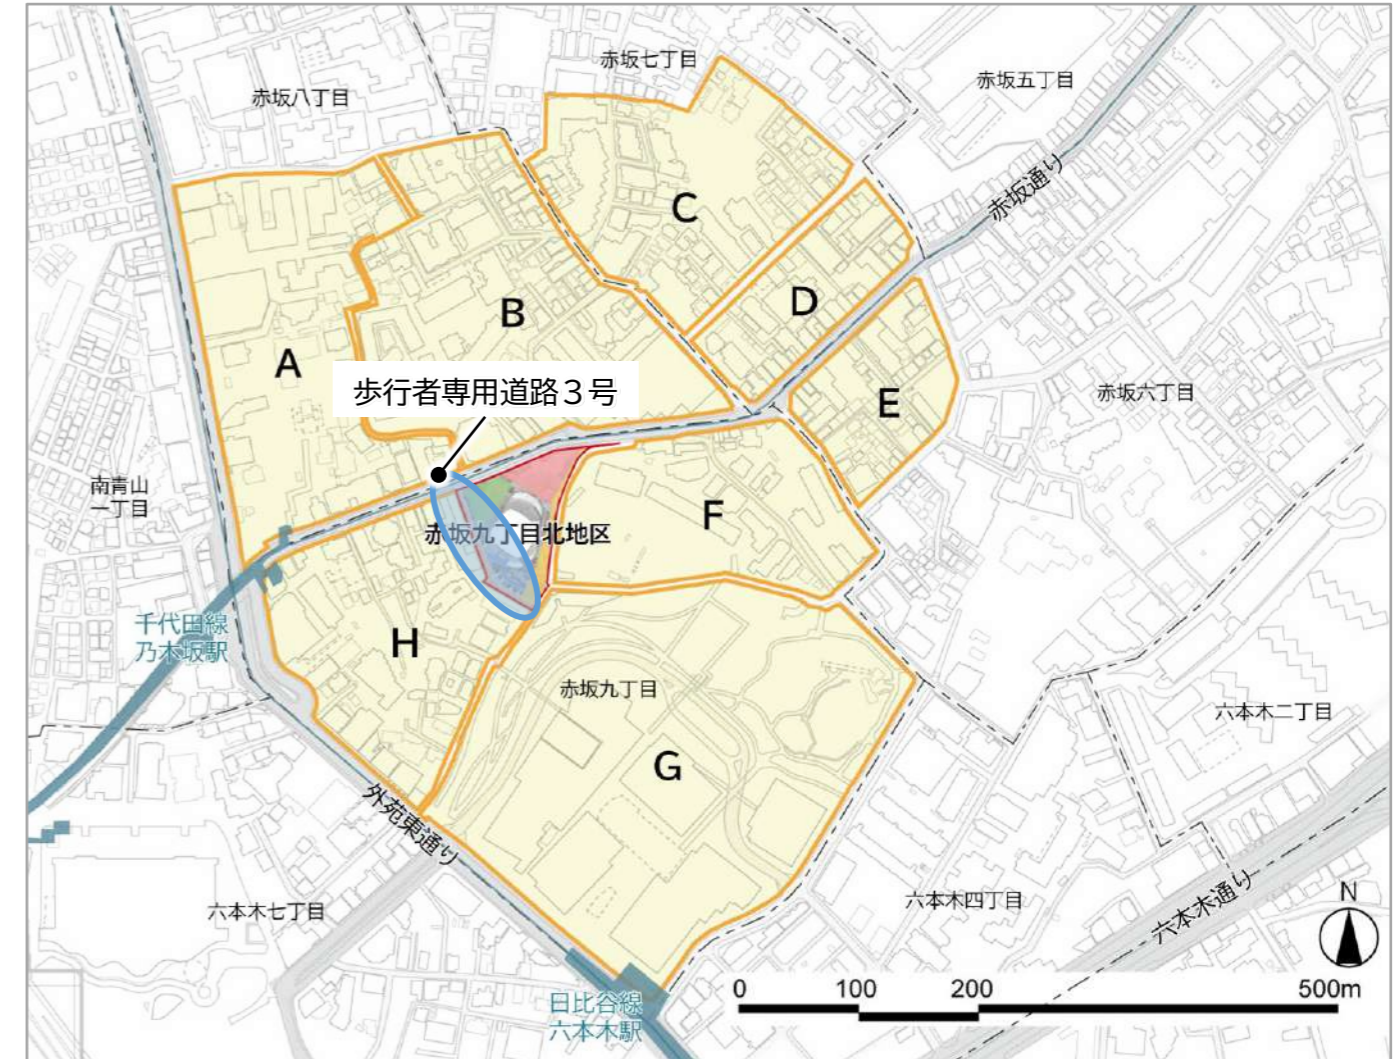 赤坂七丁目
赤坂五丁目
赤坂八丁目
赤坂通り
C
D
B
A
歩行者専用道路３号
E
赤坂六丁目
南青山
一丁目
F
赤坂九丁目北地区
千代田線
乃木坂駅
H
赤坂九丁目
六本木二丁目
G
外苑東通り
六本木七丁目
六本木四丁目
六本木通り
N
日比谷線
六本木駅
0 100 200 500m